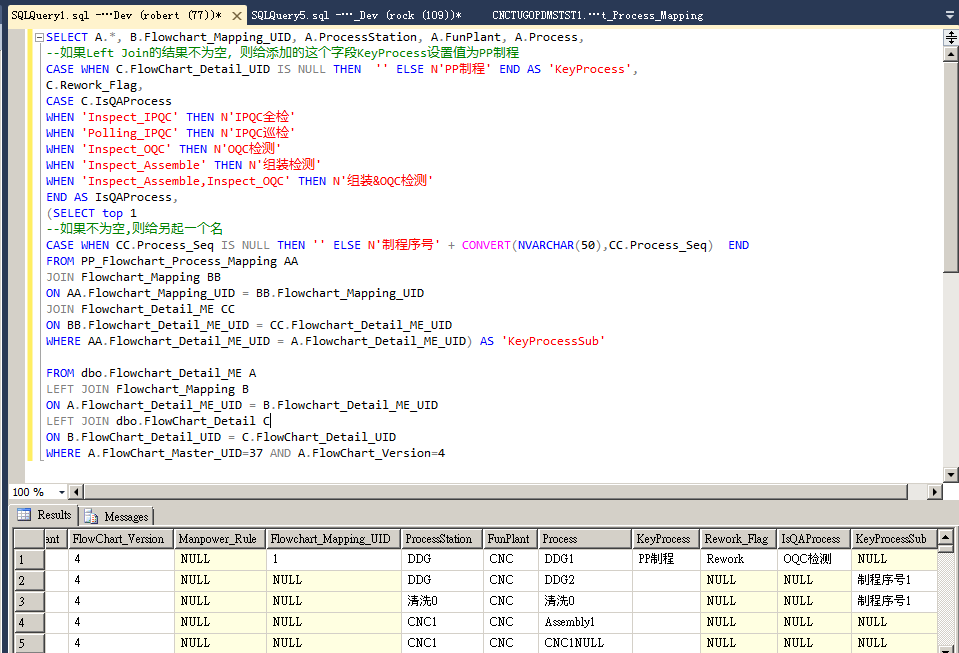 SQLQuery1.sql -···Dev (robert (77))* SQLQuery5.sql -···_Dev (rock (109))* CNCTUGOPDMSTST1.···t_Process_Mapping
SELECT A.*, B.Flowchart_Mapping_UID, A.ProcessStation, A.FunPlant, A.Process,
--如果Left Join的结果不为空，则给添加的这个字段KeyProcess设置值为PP制程
CASE WHEN C.FlowChart_Detail_UID IS NULL THEN  '' ELSE N'PP制程' END AS 'KeyProcess',
C.Rework_Flag,
CASE C.IsQAProcess
WHEN 'Inspect_IPQC' THEN N'IPQC全检'
WHEN 'Polling_IPQC' THEN N'IPQC巡检'
WHEN 'Inspect_OQC' THEN N'OQC检测'
WHEN 'Inspect_Assemble' THEN N'组装检测'
WHEN 'Inspect_Assemble,Inspect_OQC' THEN N'组装&OQC检测'
END AS IsQAProcess,
(SELECT top 1
--如果不为空,则给另起一个名
CASE WHEN CC.Process_Seq IS NULL THEN '' ELSE N'制程序号' + CONVERT(NVARCHAR(50),CC.Process_Seq)  END
FROM PP_Flowchart_Process_Mapping AA
JOIN Flowchart_Mapping BB
ON AA.Flowchart_Mapping_UID = BB.Flowchart_Mapping_UID
JOIN Flowchart_Detail_ME CC
ON BB.Flowchart_Detail_ME_UID = CC.Flowchart_Detail_ME_UID
WHERE AA.Flowchart_Detail_ME_UID = A.Flowchart_Detail_ME_UID) AS 'KeyProcessSub'
FROM dbo.Flowchart_Detail_ME A
LEFT JOIN Flowchart_Mapping B
ON A.Flowchart_Detail_ME_UID = B.Flowchart_Detail_ME_UID
LEFT JOIN dbo.FlowChart_Detail C
ON B.FlowChart_Detail_UID = C.FlowChart_Detail_UID
WHERE A.FlowChart_Master_UID=37 AND A.FlowChart_Version=4
100 %
Results Messages
ant FlowChart_Version Manpower_Rule Flowchart_Mapping_UID ProcessStation FunPlant Process KeyProcess Rework_Flag IsQAProcess KeyProcessSub
1 4 NULL 1 DDG CNC DDG1 PP制程 Rework OQC检测 NULL
2 4 NULL NULL DDG CNC DDG2 NULL NULL 制程序号1
3 4 NULL NULL 清洗0 CNC 清洗0 NULL NULL 制程序号1
4 4 NULL NULL CNC1 CNC Assembly1 NULL NULL NULL
5 4 NULL NULL CNC1 CNC CNC1NULL NULL NULL NULL